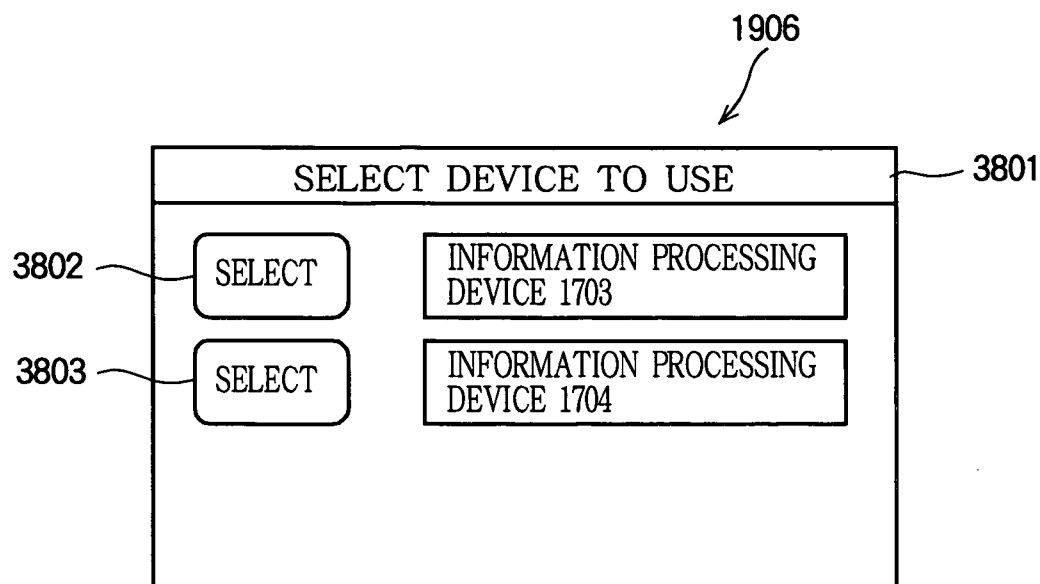 1906
SELECT DEVICE TO USE
3801
3802
SELECT
INFORMATION PROCESSING
DEVICE 1703
3803
SELECT
INFORMATION PROCESSING
DEVICE 1704